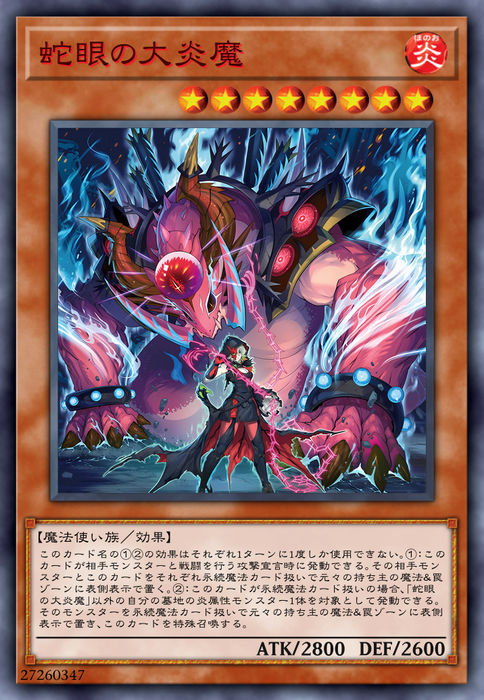 蛇眼の大炎魔
ほのお
炎
【魔法使い族／効果】
このカード名の①②の効果はそれぞれ1ターンに1度しか使用できない。①：この
カードが相手モンスターと戦闘を行う攻撃宣言時に発動できる。その相手モン
スターとこのカードをそれぞれ永続魔法カード扱いで元々の持ち主の魔法&罠
ゾーンに表側表示で置く。②：このカードが永続魔法カード扱いの場合、「蛇眼
の大炎魔」以外の自分の墓地の炎属性モンスター1体を対象として発動できる。
そのモンスターを永続魔法カード扱いで元々の持ち主の魔法&罠ゾーンに表側
表示で置き、このカードを特殊召喚する。
ATK/2800 DEF/2600
27260347